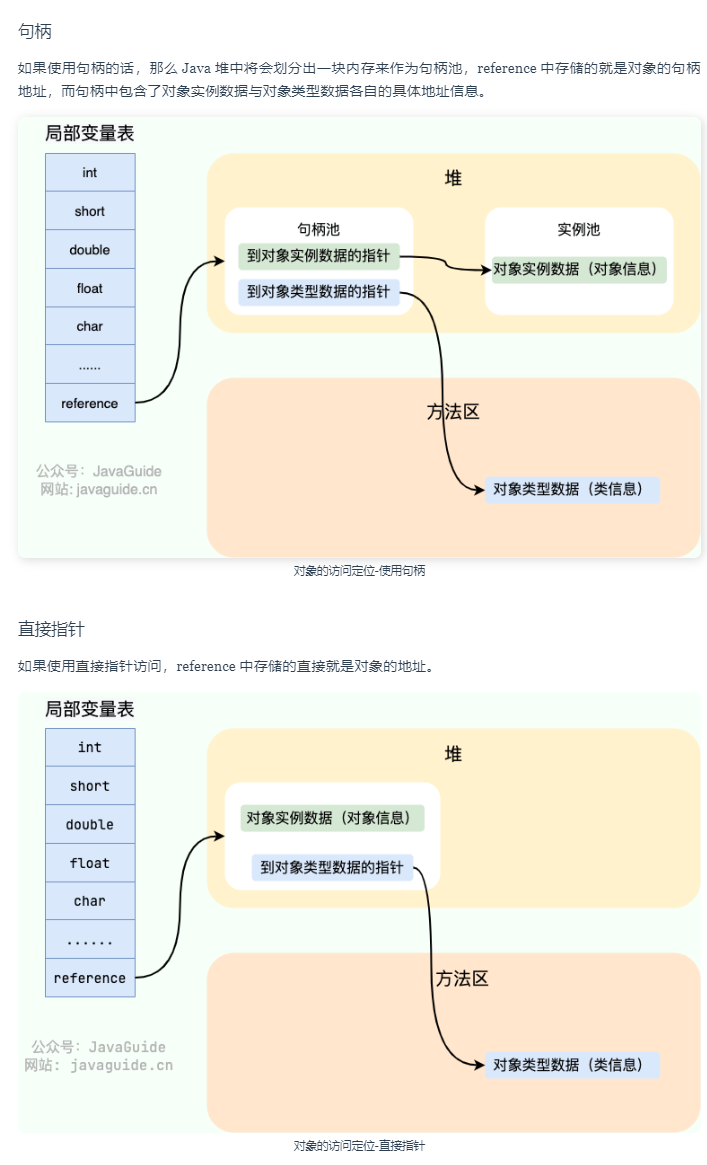 句柄
如果使用句柄的话，那么 Java 堆中将会划分出一块内存来作为句柄池，reference 中存储的就是对象的句柄
地址，而句柄中包含了对象实例数据与对象类型数据各自的具体地址信息。
局部变量表
int
short
double
float
char
......
reference
堆
句柄池
到对象实例数据的指针
到对象类型数据的指针
实例池
对象实例数据（对象信息）
方法区
对象类型数据（类信息）
公众号：JavaGuide
网站: javaguide.cn
对象的访问定位-使用句柄
直接指针
如果使用直接指针访问，reference 中存储的直接就是对象的地址。
局部变量表
int
short
double
float
char
......
reference
堆
对象实例数据（对象信息）
到对象类型数据的指针
方法区
对象类型数据（类信息）
公众号：JavaGuide
网站: javaguide.cn
对象的访问定位-直接指针